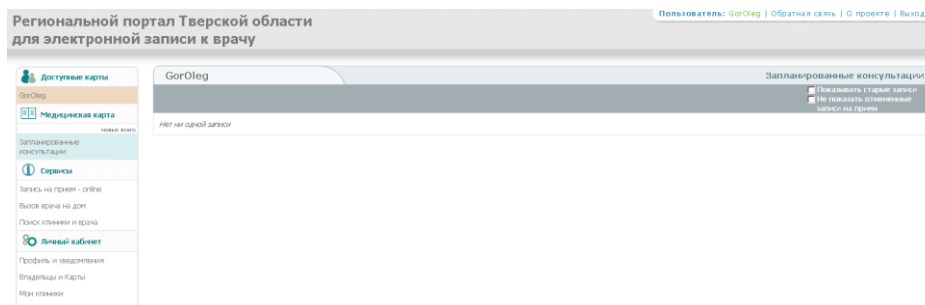 Региональной портал Тверской области
для электронной записи к врачу
Пользователь: GorOleg | Обратная связь | О проекте | Выход
Доступные карты
GorOleg
Медицинская карта
новых всего
Запланированные
консультации
Сервисы
Запись на прием - online
Вызов врача на дом
Поиск клиники и врача
Личный кабинет
Профиль и уведомления
Владельцы и Карты
Мои клиники
GorOleg
Запланированные консультации
Показывать старые записи
Не показать отмененные
записи на прием
Нет ни одной записи